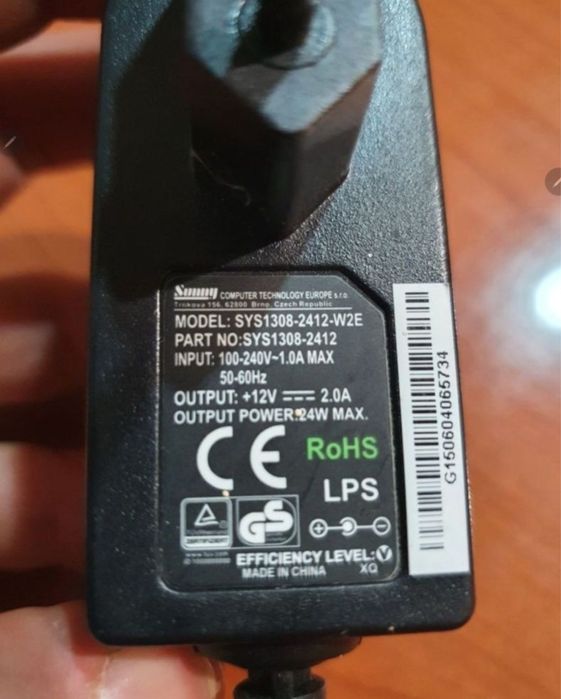 Sunny COMPUTER TECHNOLOGY EUROPE s.r.o.
Trnkova 156, 62800 Brno, Czech Republic
MODEL: SYS1308-2412-W2E
PART NO:SYS1308-2412
INPUT: 100-240V~1.0A MAX
50-60Hz
OUTPUT: +12V 2.0A
OUTPUT POWER:24W MAX.
CE RoHS
LPS
GS
EFFICIENCY LEVEL:V
MADE IN CHINA XQ
G150604065734